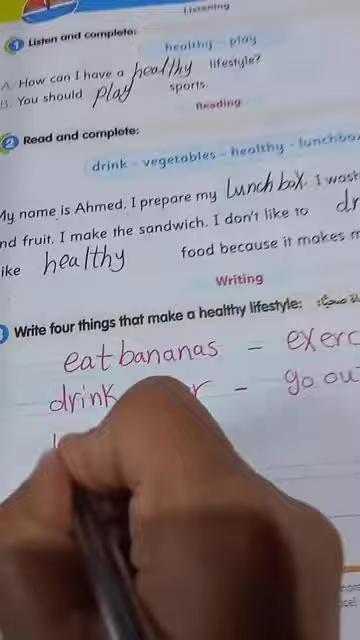 Listening
1 Listen and complete:
healthy - play
A. How can I have a healthy lifestyle?
B. You should play sports.
Reading
2 Read and complete:
drink - vegetables - healthy - lunchbox
My name is Ahmed. I prepare my lunchbox. I wash
and fruit. I make the sandwich. I don't like to dr
like healthy food because it makes m
Writing
3 Write four things that make a healthy lifestyle:
eat bananas - exerc
drink - go ou